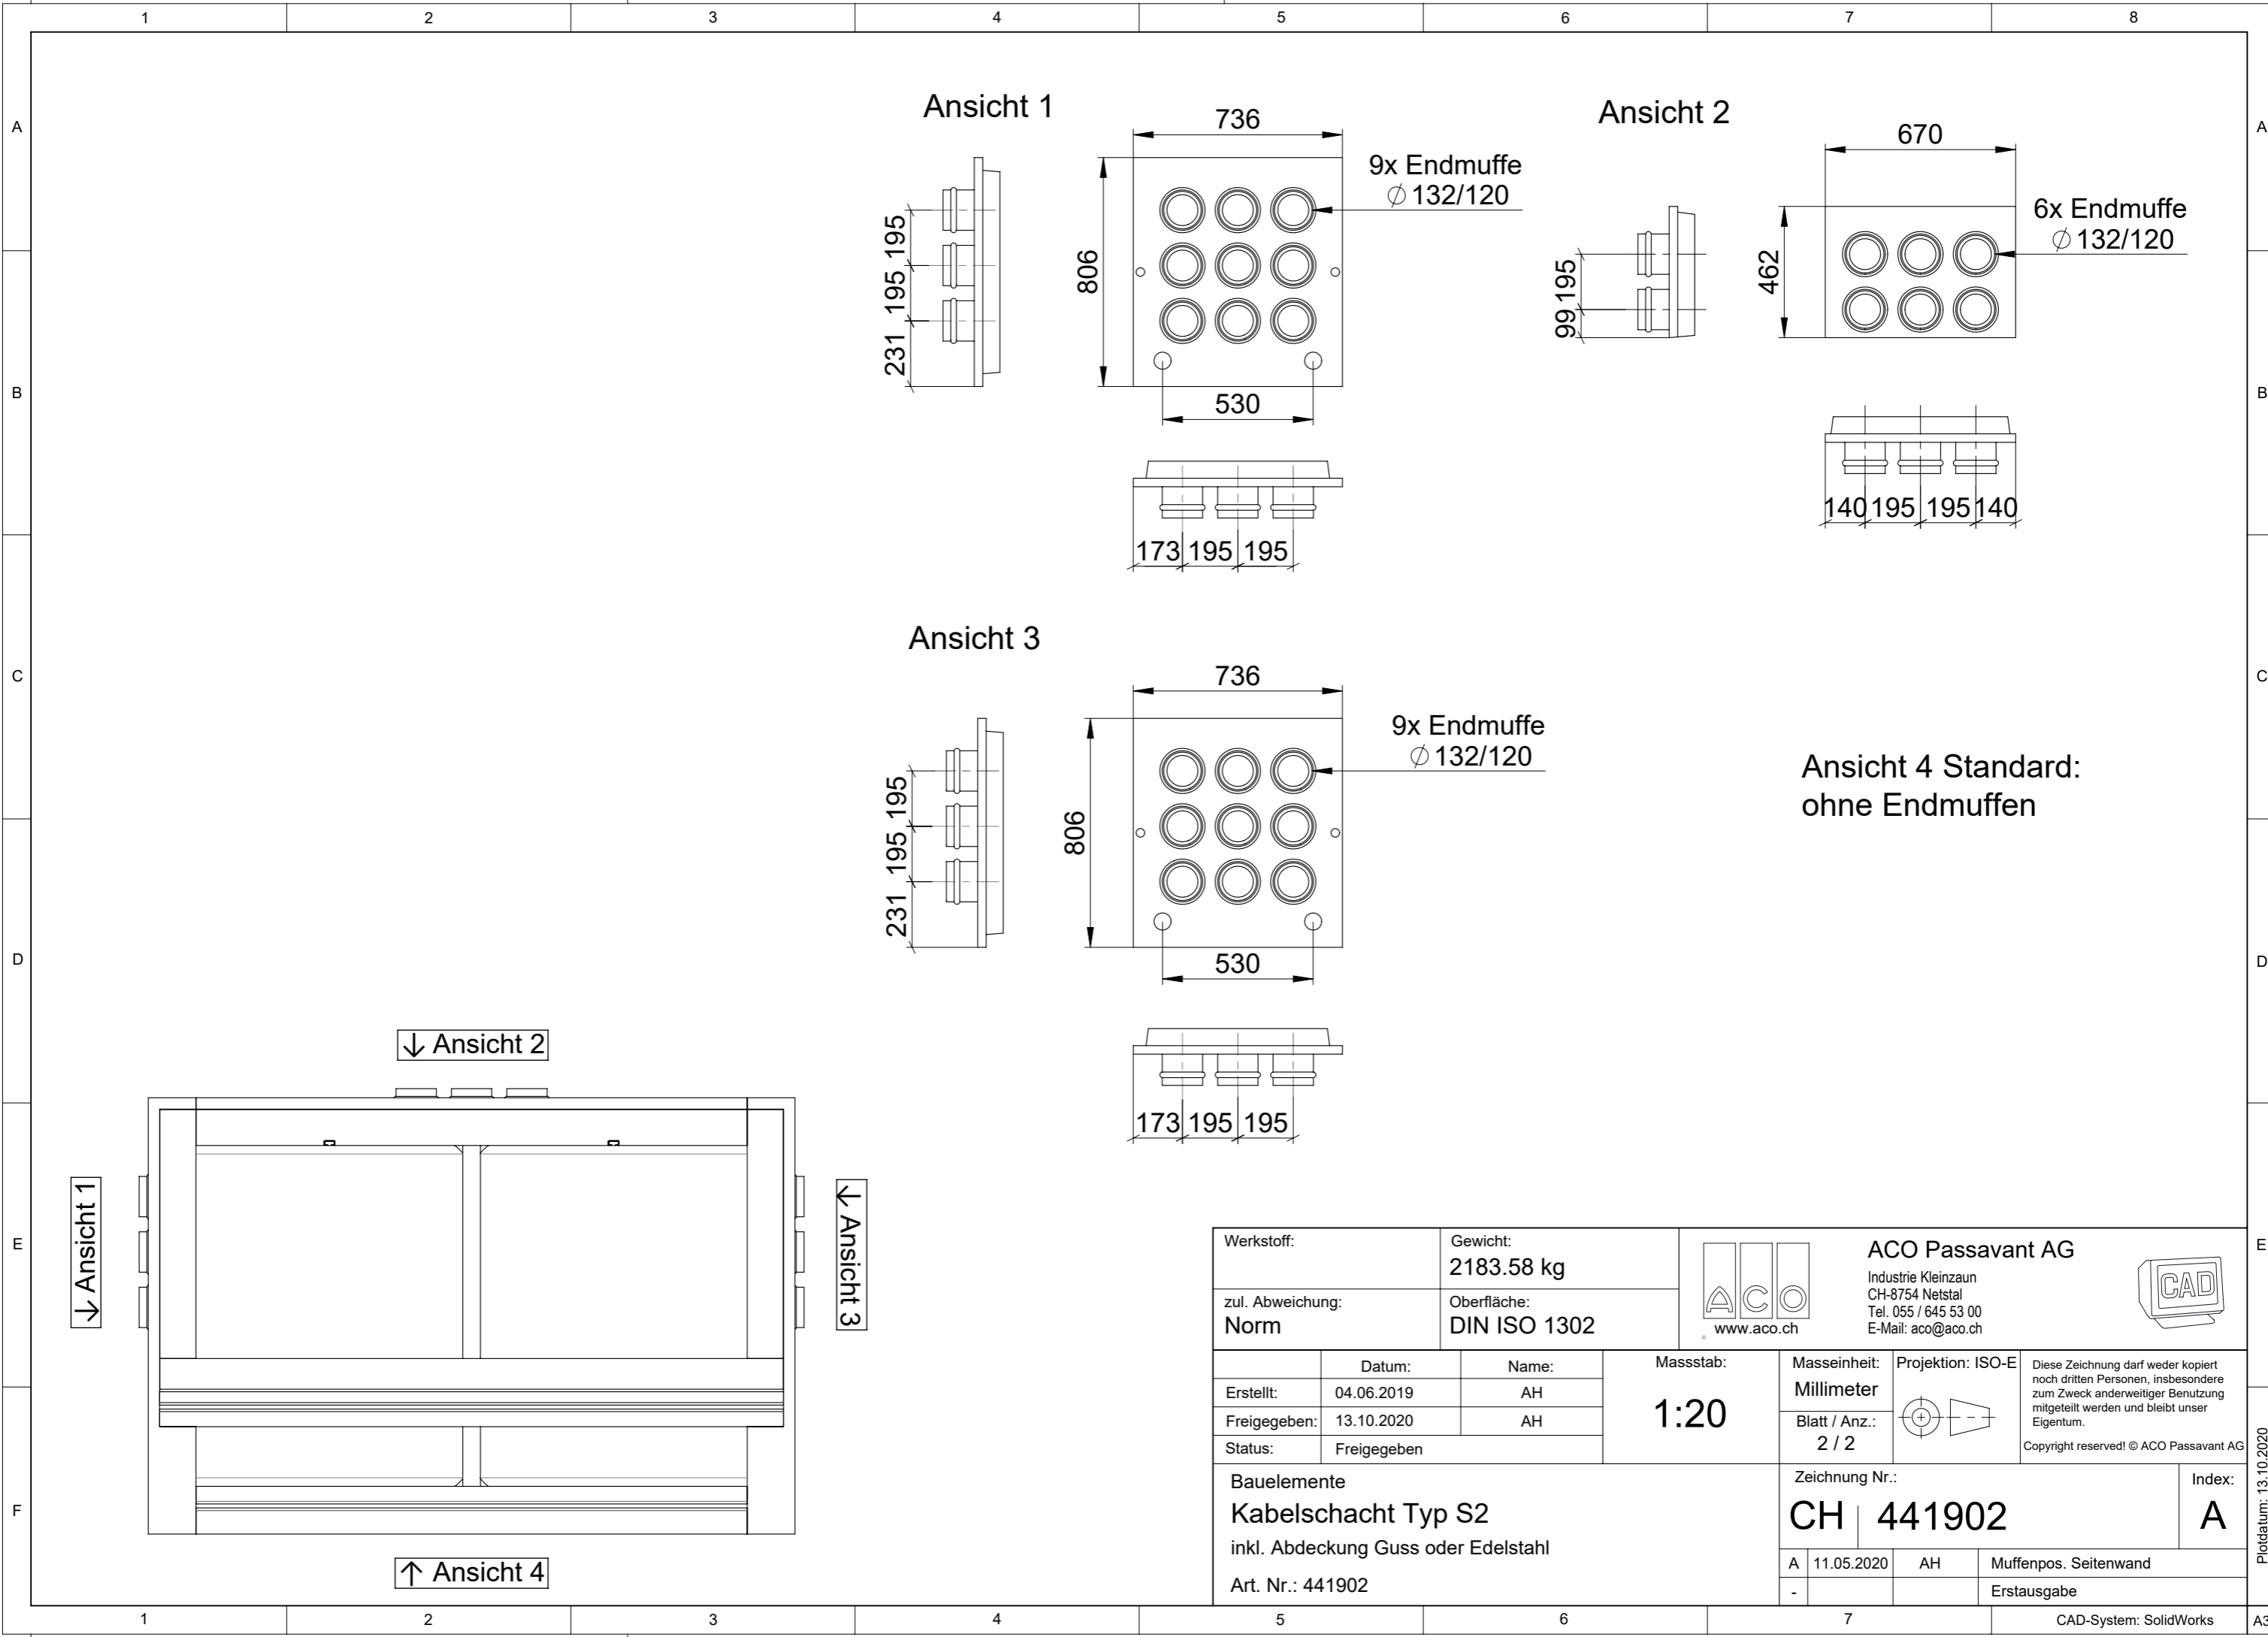 1 2 3 4 5 6 7 8
A A
B B
C C
D D
E E
F
Ansicht 1
736
9x Endmuffe
∅ 132/120
195
195
231
806
530
173 195 195
Ansicht 2
670
6x Endmuffe
∅ 132/120
195
99
462
140 195 195 140
Ansicht 3
736
9x Endmuffe
∅ 132/120
195
195
231
806
530
173 195 195
Ansicht 4 Standard:
ohne Endmuffen
↓ Ansicht 2
↓ Ansicht 1
↓ Ansicht 3
↑ Ansicht 4
Werkstoff:
Gewicht:
2183.58 kg
zul. Abweichung:
Norm
Oberfläche:
DIN ISO 1302
ACO
www.aco.ch
ACO Passavant AG
Industrie Kleinzaun
CH-8754 Netstal
Tel. 055 / 645 53 00
E-Mail: aco@aco.ch
CAD
Datum: Name:
Erstellt: 04.06.2019 AH
Freigegeben: 13.10.2020 AH
Status: Freigegeben
Massstab:
1:20
Masseinheit:
Millimeter
Blatt / Anz.:
2 / 2
Projektion: ISO-E
Diese Zeichnung darf weder kopiert
noch dritten Personen, insbesondere
zum Zweck anderweitiger Benutzung
mitgeteilt werden und bleibt unser
Eigentum.
Copyright reserved! © ACO Passavant AG
Bauelemente
Kabelschacht Typ S2
inkl. Abdeckung Guss oder Edelstahl
Art. Nr.: 441902
Zeichnung Nr.:
CH 441902
Index:
A
A 11.05.2020 AH Muffenpos. Seitenwand
- Erstausgabe
Plotdatum: 13.10.2020
1 2 3 4 5 6 7 CAD-System: SolidWorks A3